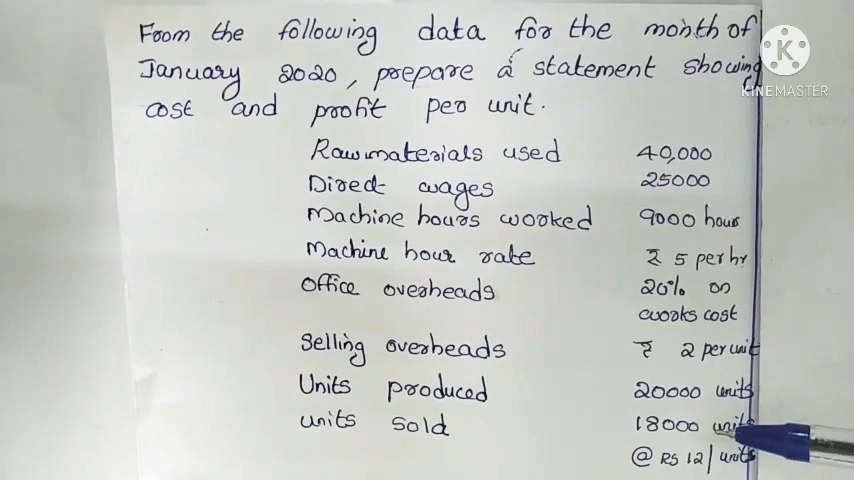 From the following data for the month of
January 2020, prepare a statement showing
cost and profit per unit.
Raw materials used 40,000
Direct wages 25000
Machine hours worked 9000 hours
Machine hour rate ₹ 5 per hr
Office overheads 20% on
works cost
Selling overheads ₹ 2 per unit
Units produced 20000 units
units sold 18000 units
@ RS 12/units
KINEMASTER